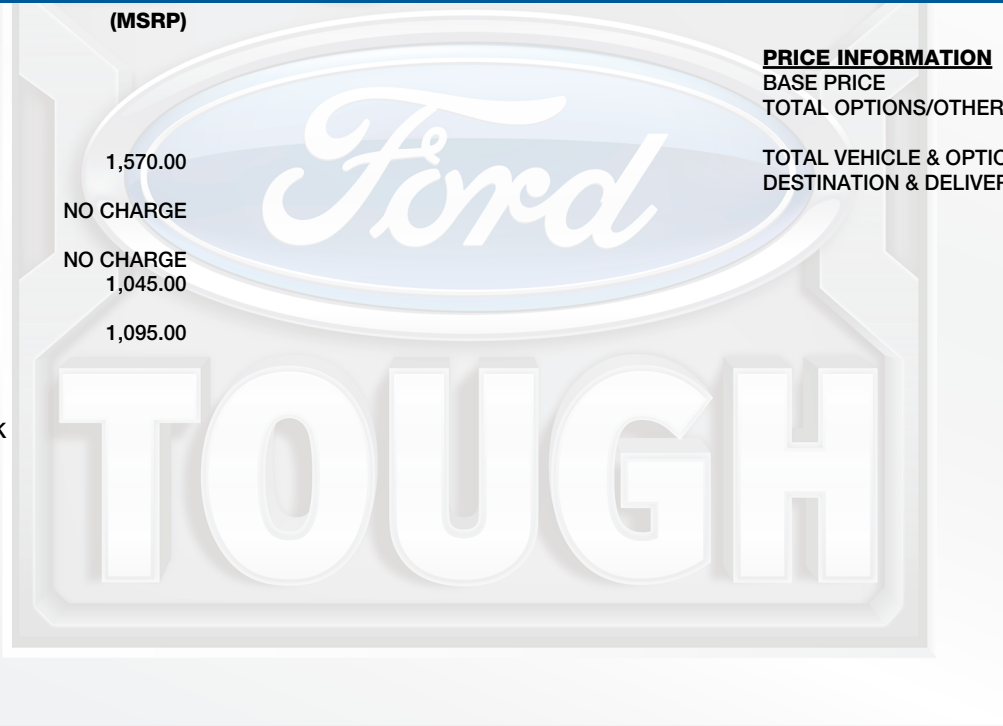 (MSRP)
1,570.00
NO CHARGE
NO CHARGE
1,045.00
1,095.00
K
PRICE INFORMATION
BASE PRICE
TOTAL OPTIONS/OTHER
TOTAL VEHICLE & OPTIO
DESTINATION & DELIVER
Ford
TOUGH